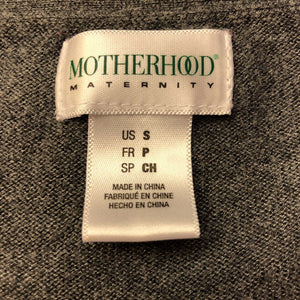 MOTHERHOOD®
MATERNITY
US S
FR P
SP CH
MADE IN CHINA
FABRIQUÉ EN CHINE
HECHO EN CHINA